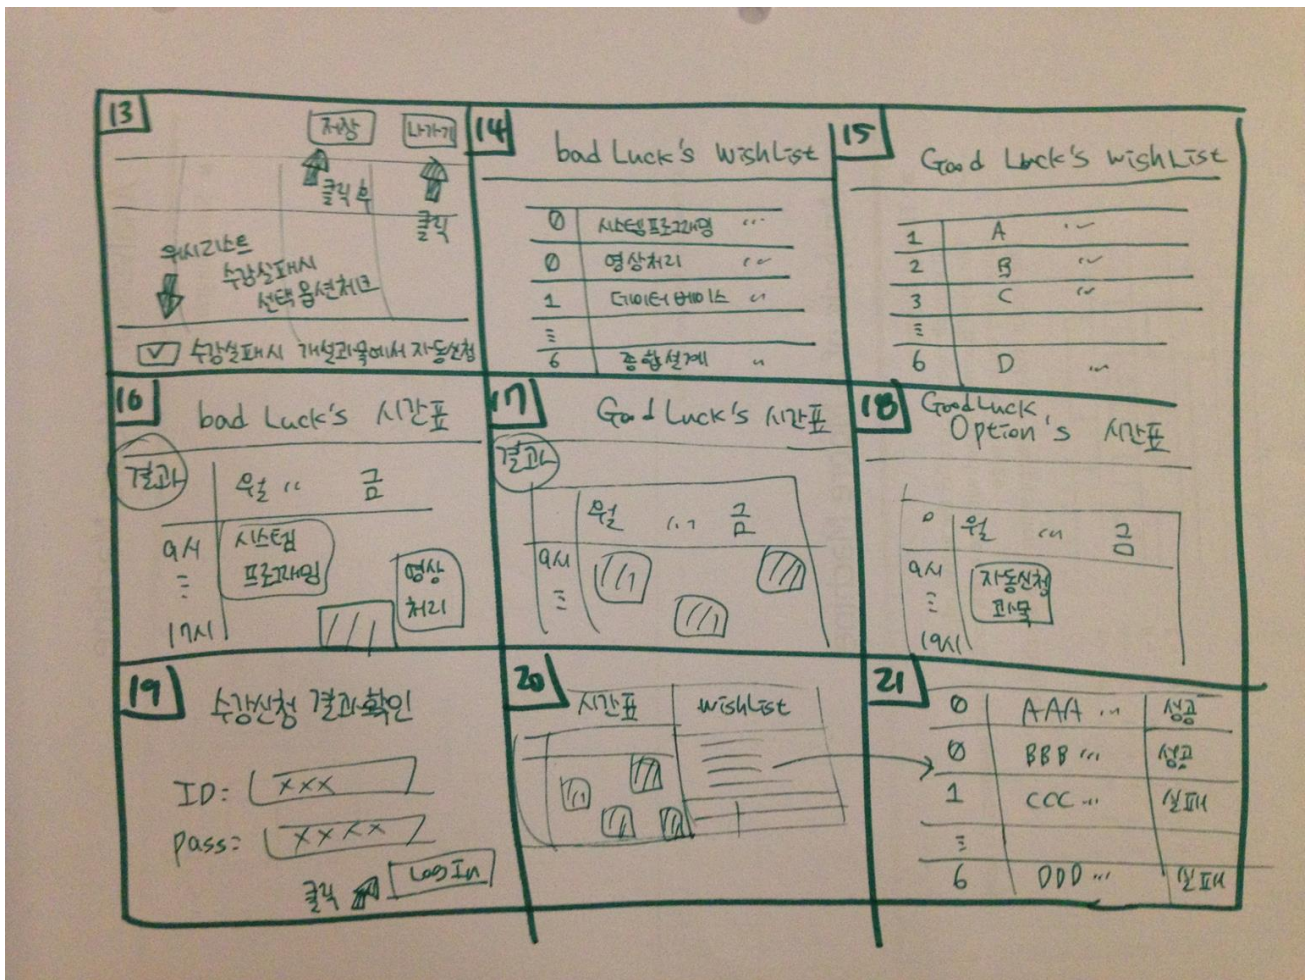 13
저장 나가기
클릭 후 클릭
위시리스트
수강실패시
선택옵션체크
수강실패시 개설과목에서 자동신청
14
bad Luck's WishList
0 시스템프로그래밍 ...
0 영상처리 ...
1 데이터베이스 ...
6 종합설계 ...
15
Good Luck's WishList
1 A ...
2 B ...
3 C ...
6 D ...
16
bad Luck's 시간표
결과
월 ... 금
9시
시스템
프로그래밍
영상
처리
17시
17
Good Luck's 시간표
결과
월 ... 금
9시
18
Good Luck
Option's 시간표
월 ... 금
9시
자동신청
과목
19시
19
수강신청 결과확인
ID: xxx
pass: xxxx
클릭 LogIn
20
시간표 wishList
21
0 AAA ... 성공
0 BBB ... 성공
1 CCC ... 실패
6 DDD ... 실패